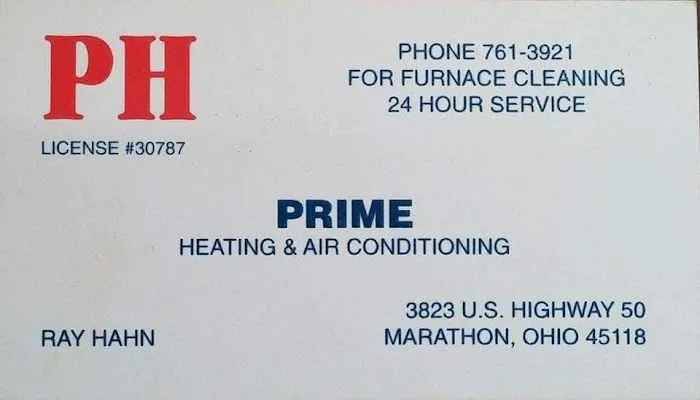 PH
LICENSE #30787
PHONE 761-3921
FOR FURNACE CLEANING
24 HOUR SERVICE
PRIME
HEATING & AIR CONDITIONING
RAY HAHN
3823 U.S. HIGHWAY 50
MARATHON, OHIO 45118